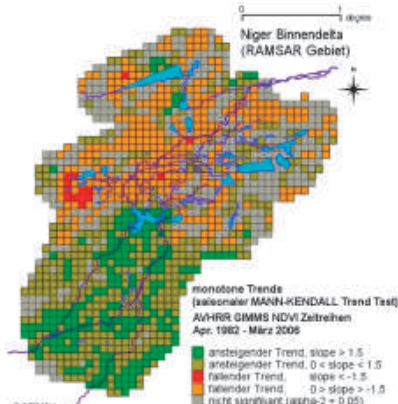 0 1
degree
Niger Binnendelta
(RAMSAR Gebiet)
N
monotone Trends
(saisonaler MANN-KENDALL Trend Test)
AVHRR GIMMS NDVI Zeitreihen
Apr. 1982 - März 2006
ansteigender Trend, slope > 1.5
ansteigender Trend, 0 < slope < 1.5
fallender Trend, slope < -1.5
fallender Trend, 0 > slope > -1.5
nicht signifikant (alpha-2 = 0.05)